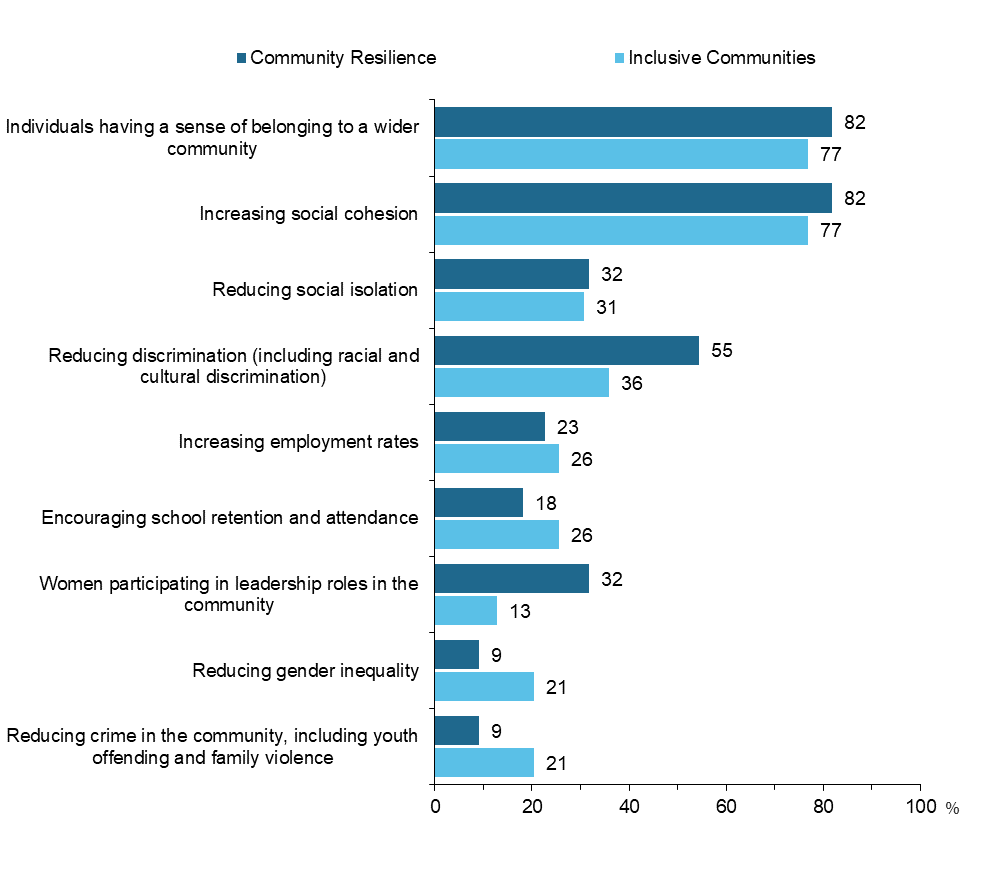 Community Resilience
Inclusive Communities
Individuals having a sense of belonging to a wider
community
82
77
Increasing social cohesion
82
77
Reducing social isolation
32
31
Reducing discrimination (including racial and
cultural discrimination)
55
36
Increasing employment rates
23
26
Encouraging school retention and attendance
18
26
Women participating in leadership roles in the
community
32
13
Reducing gender inequality
9
21
Reducing crime in the community, including youth
offending and family violence
9
21
0 20 40 60 80 100 %